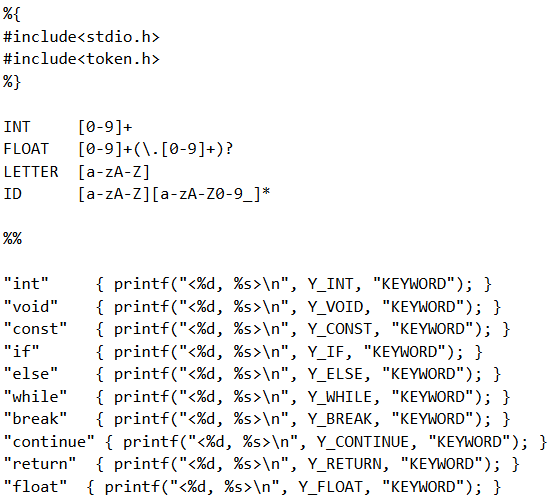 %{
#include<stdio.h>
#include<token.h>
%}

INT     [0-9]+
FLOAT   [0-9]+(\.[0-9]+)?
LETTER  [a-zA-Z]
ID      [a-zA-Z][a-zA-Z0-9_]*

%%

"int"     { printf("<%d, %s>\n", Y_INT, "KEYWORD"); }
"void"    { printf("<%d, %s>\n", Y_VOID, "KEYWORD"); }
"const"   { printf("<%d, %s>\n", Y_CONST, "KEYWORD"); }
"if"      { printf("<%d, %s>\n", Y_IF, "KEYWORD"); }
"else"    { printf("<%d, %s>\n", Y_ELSE, "KEYWORD"); }
"while"   { printf("<%d, %s>\n", Y_WHILE, "KEYWORD"); }
"break"   { printf("<%d, %s>\n", Y_BREAK, "KEYWORD"); }
"continue" { printf("<%d, %s>\n", Y_CONTINUE, "KEYWORD"); }
"return"  { printf("<%d, %s>\n", Y_RETURN, "KEYWORD"); }
"float"  { printf("<%d, %s>\n", Y_FLOAT, "KEYWORD"); }